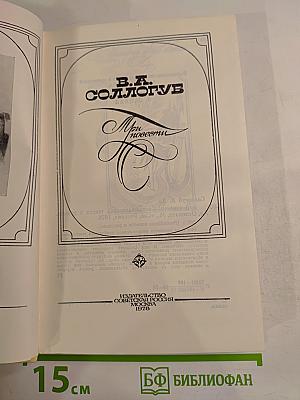 В.А.
СОЛЛОГУБ
Три
повести
ИЗДАТЕЛЬСТВО
СОВЕТСКАЯ РОССИЯ
МОСКВА
1978
15 см
БФ БИБЛИОФАН